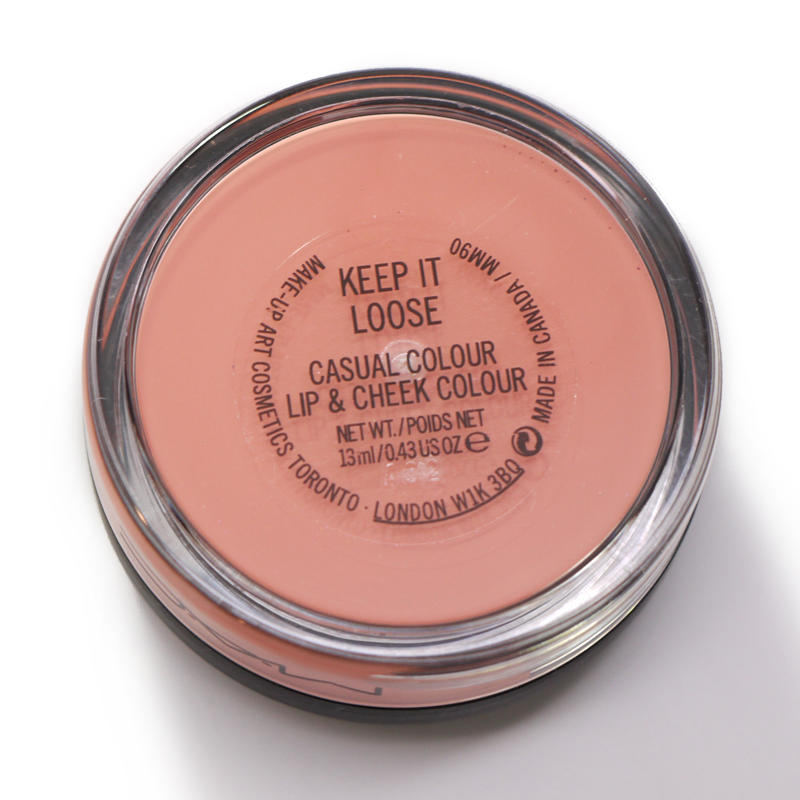 KEEP IT
LOOSE
CASUAL COLOUR
LIP & CHEEK COLOUR
NET WT./POIDS NET
13 ml/0.43 US OZ ℮
MAKE-UP ART COSMETICS TORONTO · LONDON W1K 3BQ
MADE IN CANADA / MM90